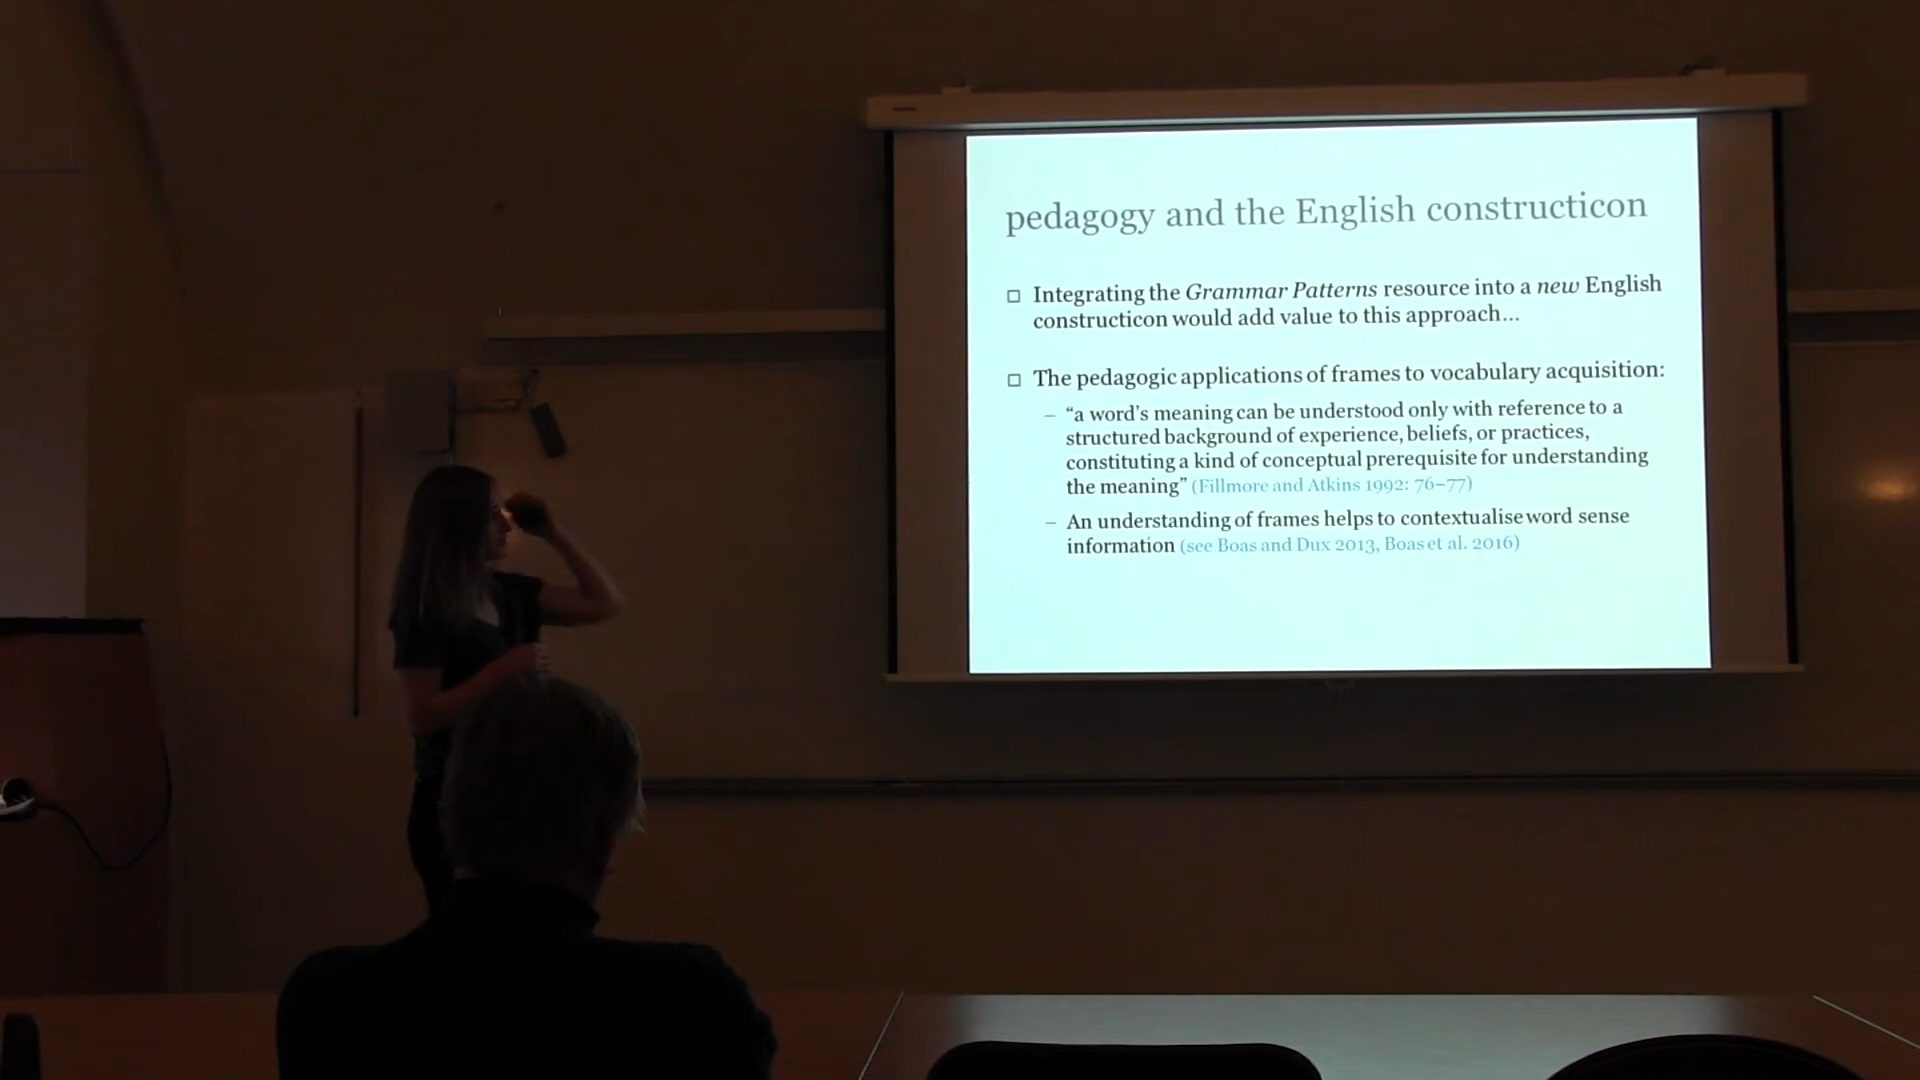 pedagogy and the English constructicon
Integrating the Grammar Patterns resource into a new English
constructicon would add value to this approach...
The pedagogic applications of frames to vocabulary acquisition:
– “a word’s meaning can be understood only with reference to a
structured background of experience, beliefs, or practices,
constituting a kind of conceptual prerequisite for understanding
the meaning” (Fillmore and Atkins 1992: 76–77)
– An understanding of frames helps to contextualise word sense
information (see Boas and Dux 2013, Boas et al. 2016)